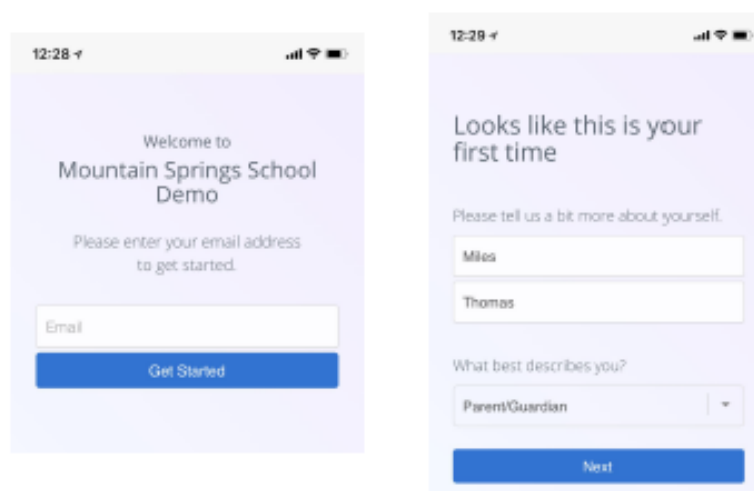 12:28
Welcome to
Mountain Springs School
Demo
Please enter your email address
to get started.
Email
Get Started
12:29
Looks like this is your
first time
Please tell us a bit more about yourself.
Miles
Thomas
What best describes you?
Parent/Guardian
Next